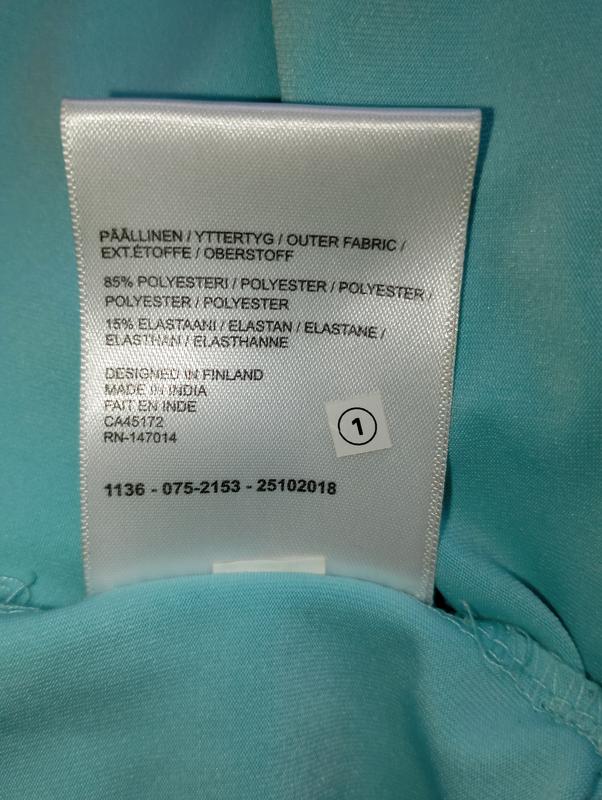 PÄÄLLINEN / YTTERTYG / OUTER FABRIC /
EXT.ÉTOFFE / OBERSTOFF
85% POLYESTERI / POLYESTER / POLYESTER /
POLYESTER / POLYESTER
15% ELASTAANI / ELASTAN / ELASTANE /
ELASTHAN / ELASTHANNE
DESIGNED IN FINLAND
MADE IN INDIA
FAIT EN INDE
CA45172
RN-147014
1
1136 - 075-2153 - 25102018